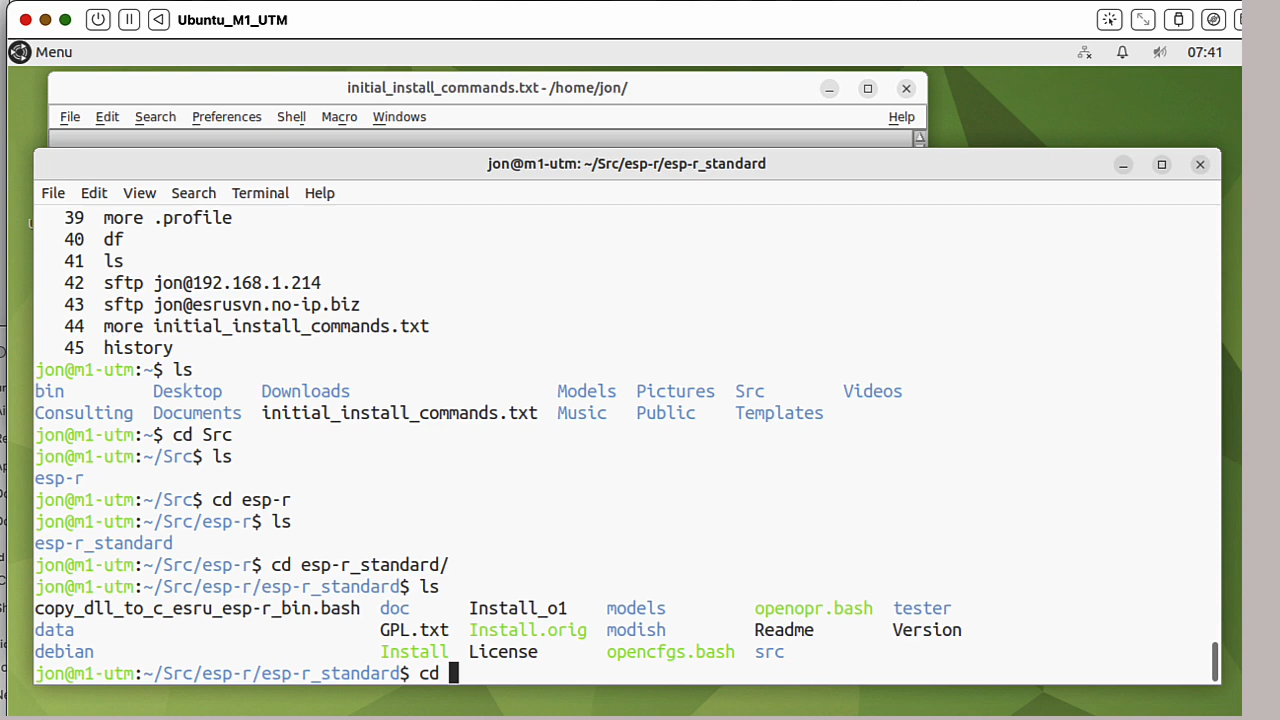 Ubuntu_M1_UTM
Menu
07:41
initial_install_commands.txt - /home/jon/
File Edit Search Preferences Shell Macro Windows Help
jon@m1-utm: ~/Src/esp-r/esp-r_standard
File Edit View Search Terminal Help
39 more .profile
40 df
41 ls
42 sftp jon@192.168.1.214
43 sftp jon@esrusvn.no-ip.biz
44 more initial_install_commands.txt
45 history
jon@m1-utm:~$ ls
bin Desktop Downloads Models Pictures Src Videos
Consulting Documents initial_install_commands.txt Music Public Templates
jon@m1-utm:~$ cd Src
jon@m1-utm:~/Src$ ls
esp-r
jon@m1-utm:~/Src$ cd esp-r
jon@m1-utm:~/Src/esp-r$ ls
esp-r_standard
jon@m1-utm:~/Src/esp-r$ cd esp-r_standard/
jon@m1-utm:~/Src/esp-r/esp-r_standard$ ls
copy_dll_to_c_esru_esp-r_bin.bash doc Install_o1 models openopr.bash tester
data GPL.txt Install.orig modish Readme Version
debian Install License opencfgs.bash src
jon@m1-utm:~/Src/esp-r/esp-r_standard$ cd